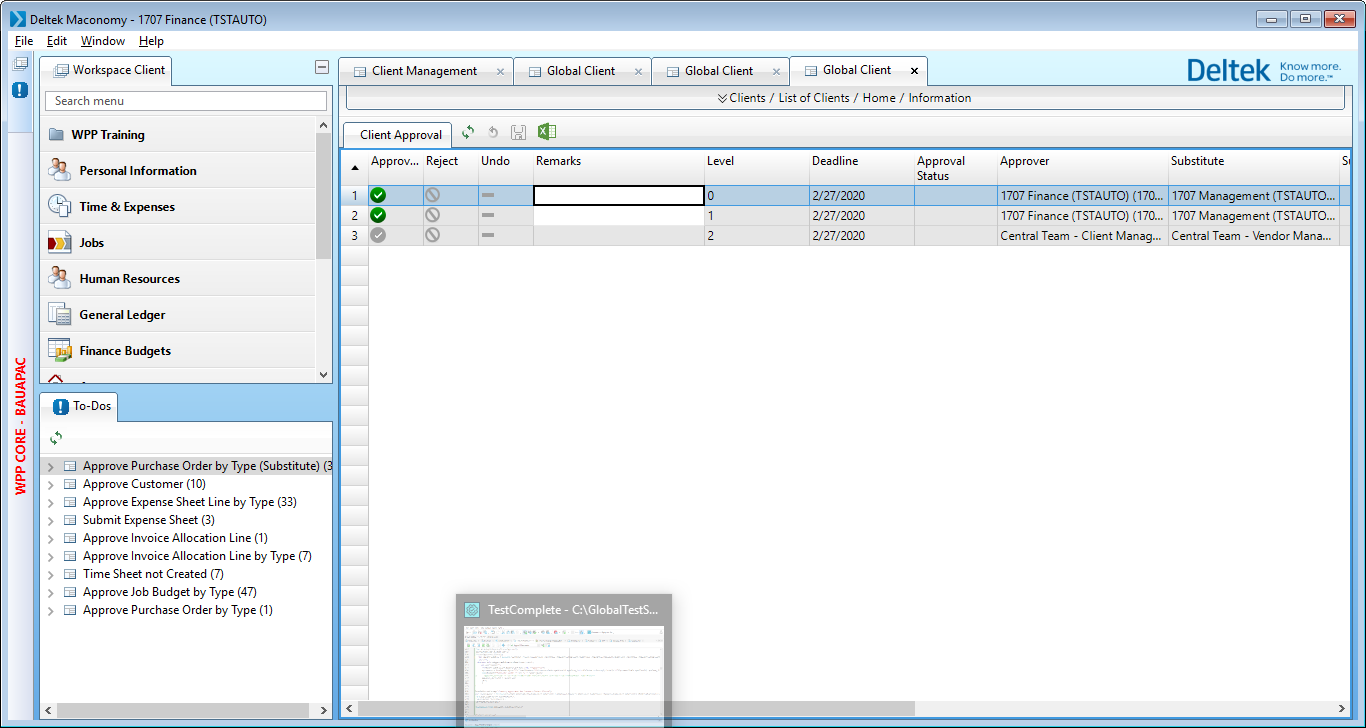 Deltek Maconomy - 1707 Finance (TSTAUTO)
File Edit Window Help
Workspace Client
Client Management
Global Client
Global Client
Global Client
Deltek Know more.
Do more.™
Search menu
Clients / List of Clients / Home / Information
WPP Training
Personal Information
Time & Expenses
Jobs
Human Resources
General Ledger
Finance Budgets
Client Approval
Approv... Reject Undo Remarks Level Deadline Approval Status Approver Substitute
1 0 2/27/2020 1707 Finance (TSTAUTO) (170... 1707 Management (TSTAUTO...
2 1 2/27/2020 1707 Finance (TSTAUTO) (170... 1707 Management (TSTAUTO...
3 2 2/27/2020 Central Team - Client Manag... Central Team - Vendor Mana...
WPP CORE - BAUAPAC
To-Dos
Approve Purchase Order by Type (Substitute) (3
Approve Customer (10)
Approve Expense Sheet Line by Type (33)
Submit Expense Sheet (3)
Approve Invoice Allocation Line (1)
Approve Invoice Allocation Line by Type (7)
Time Sheet not Created (7)
Approve Job Budget by Type (47)
Approve Purchase Order by Type (1)
TestComplete - C:\GlobalTestS...